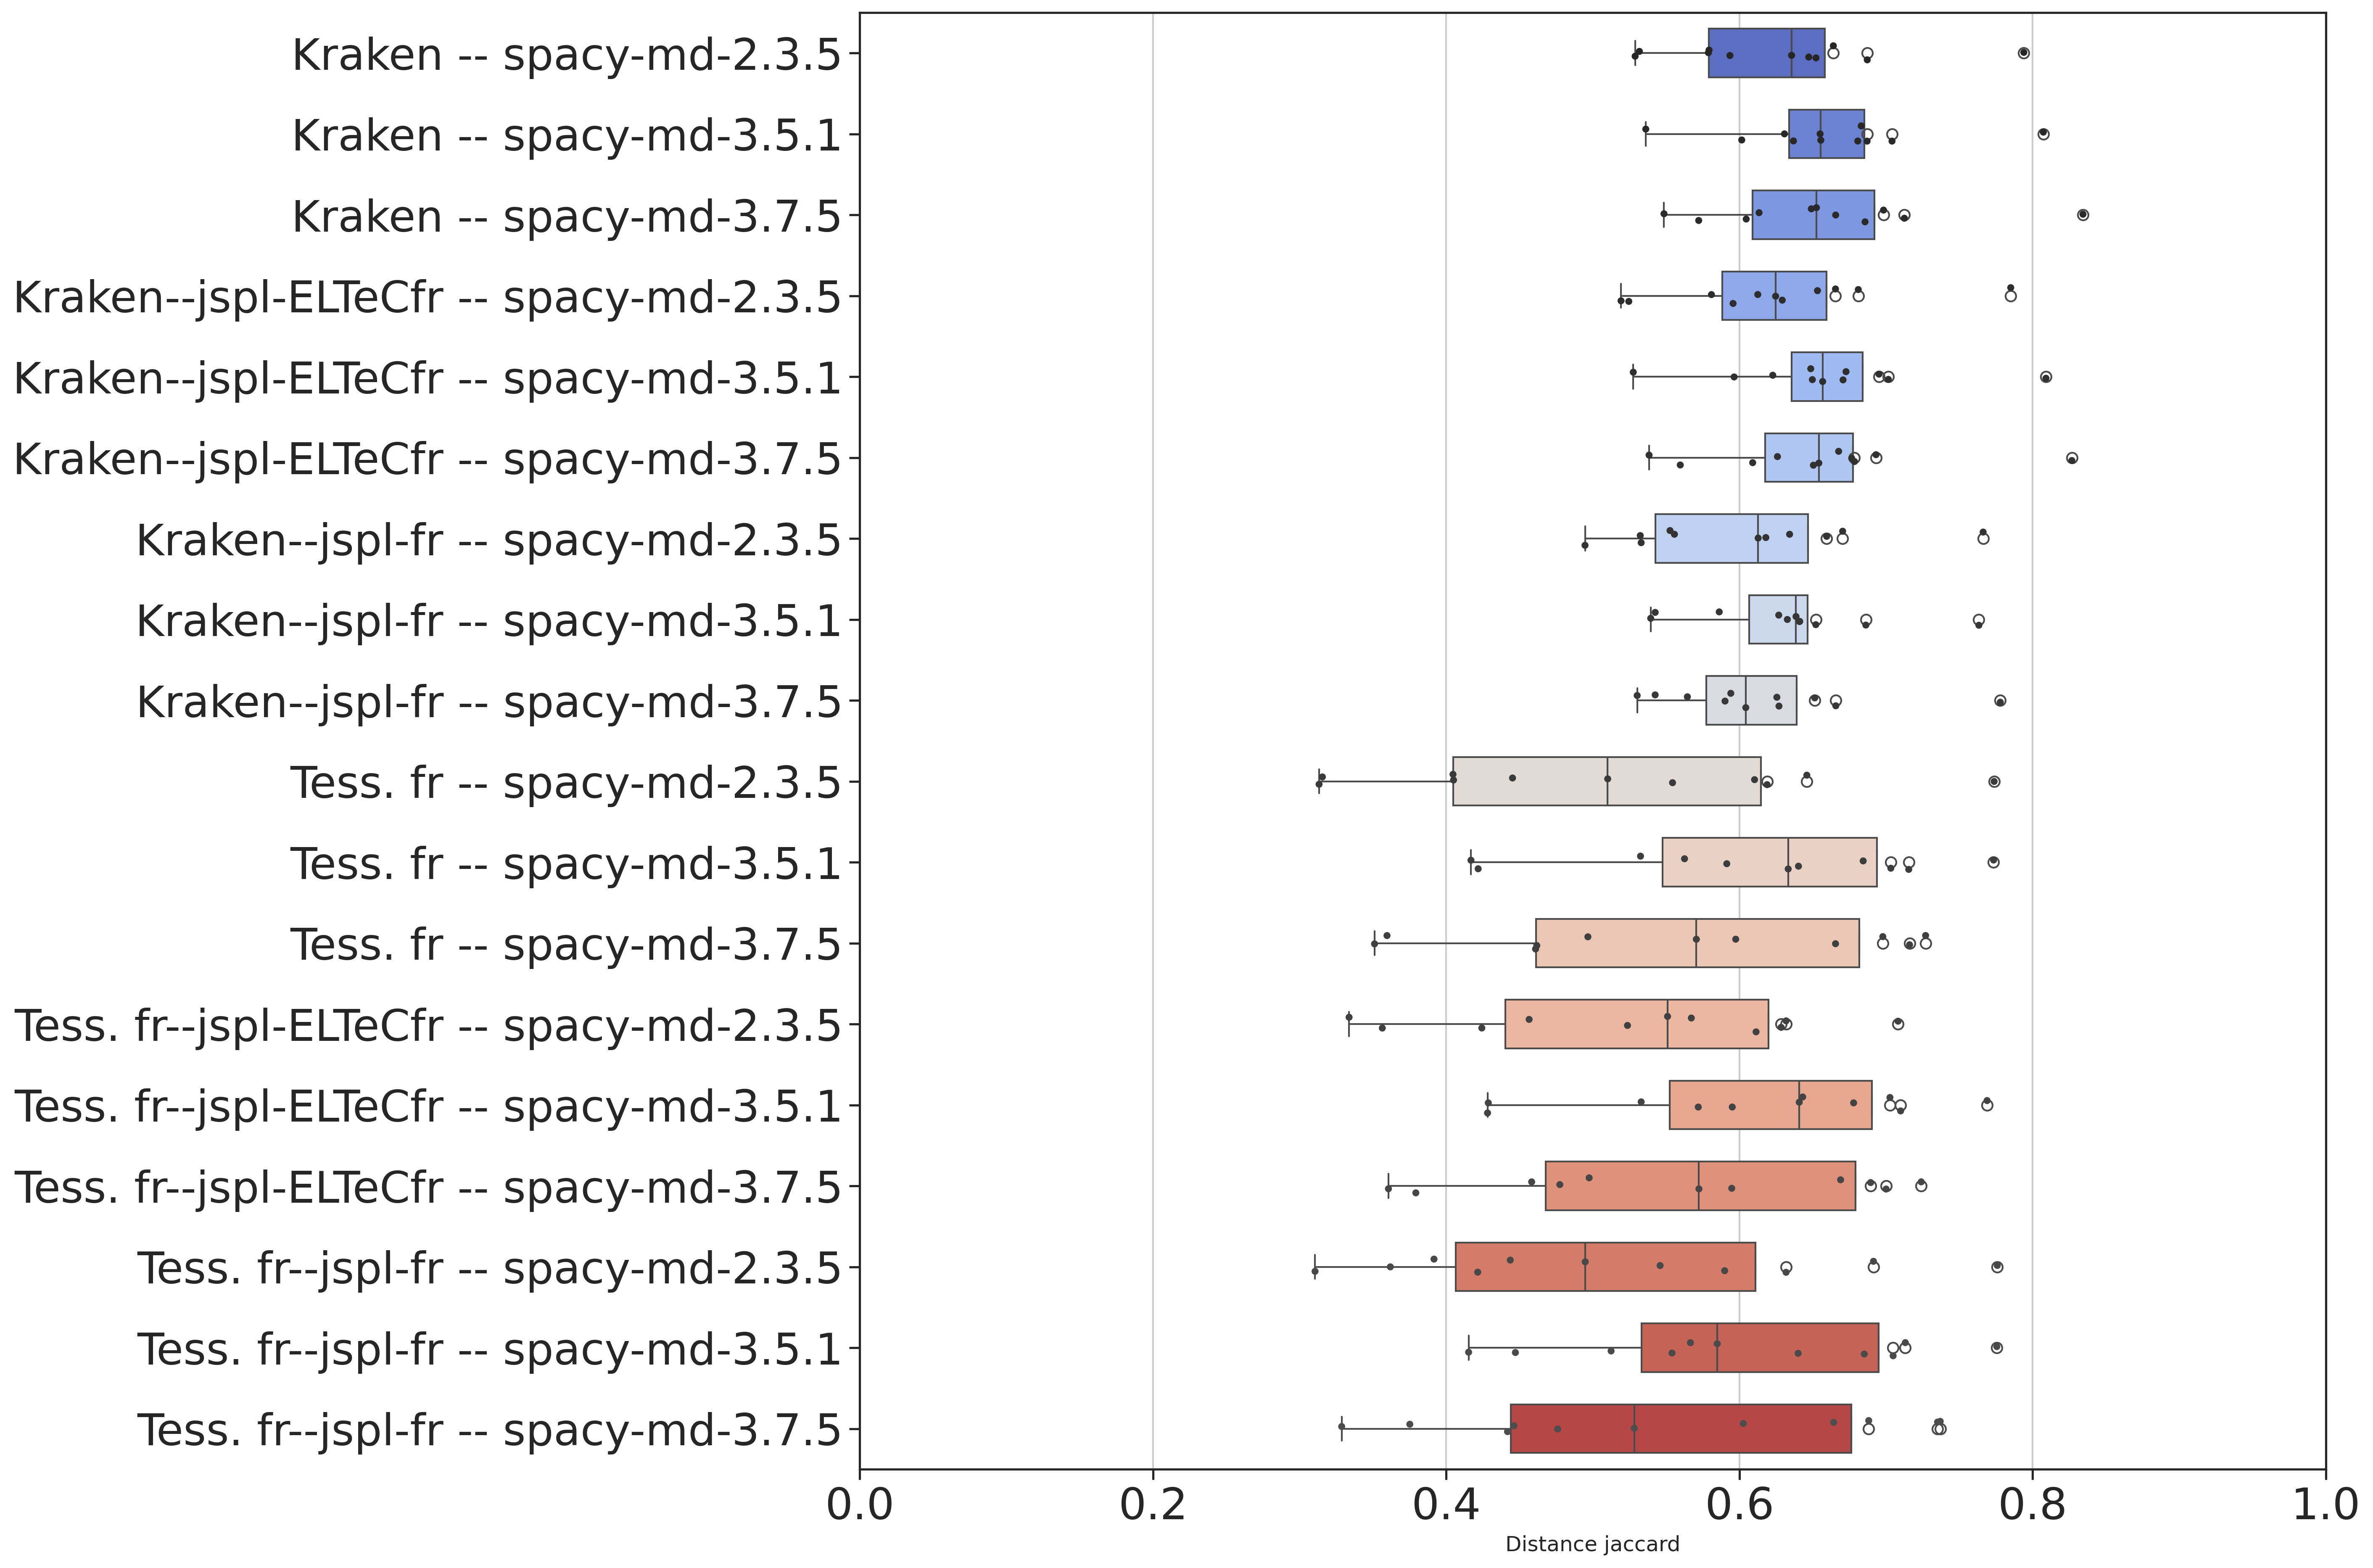 Kraken -- spacy-md-2.3.5
Kraken -- spacy-md-3.5.1
Kraken -- spacy-md-3.7.5
Kraken--jspl-ELTeCfr -- spacy-md-2.3.5
Kraken--jspl-ELTeCfr -- spacy-md-3.5.1
Kraken--jspl-ELTeCfr -- spacy-md-3.7.5
Kraken--jspl-fr -- spacy-md-2.3.5
Kraken--jspl-fr -- spacy-md-3.5.1
Kraken--jspl-fr -- spacy-md-3.7.5
Tess. fr -- spacy-md-2.3.5
Tess. fr -- spacy-md-3.5.1
Tess. fr -- spacy-md-3.7.5
Tess. fr--jspl-ELTeCfr -- spacy-md-2.3.5
Tess. fr--jspl-ELTeCfr -- spacy-md-3.5.1
Tess. fr--jspl-ELTeCfr -- spacy-md-3.7.5
Tess. fr--jspl-fr -- spacy-md-2.3.5
Tess. fr--jspl-fr -- spacy-md-3.5.1
Tess. fr--jspl-fr -- spacy-md-3.7.5
0.0 0.2 0.4 0.6 0.8 1.0
Distance jaccard